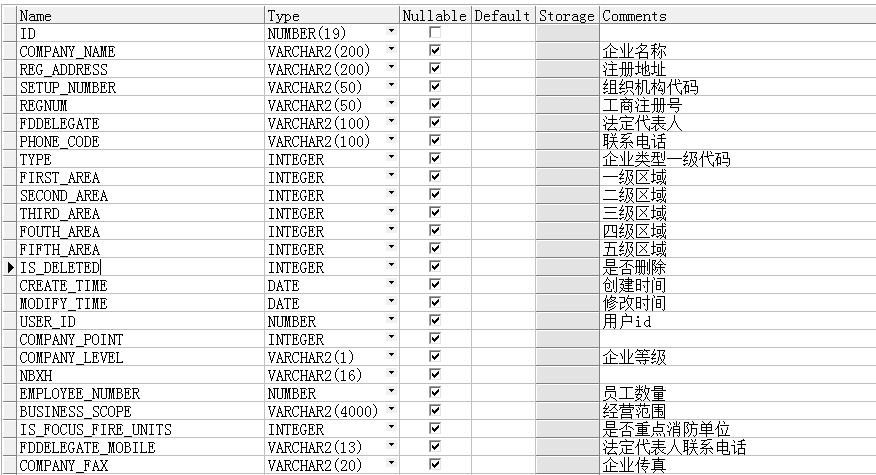 Name Type Nullable Default Storage Comments
ID NUMBER(19)
COMPANY_NAME VARCHAR2(200) 企业名称
REG_ADDRESS VARCHAR2(200) 注册地址
SETUP_NUMBER VARCHAR2(50) 组织机构代码
REGNUM VARCHAR2(50) 工商注册号
FDDELEGATE VARCHAR2(100) 法定代表人
PHONE_CODE VARCHAR2(100) 联系电话
TYPE INTEGER 企业类型一级代码
FIRST_AREA INTEGER 一级区域
SECOND_AREA INTEGER 二级区域
THIRD_AREA INTEGER 三级区域
FOUTH_AREA INTEGER 四级区域
FIFTH_AREA INTEGER 五级区域
IS_DELETED INTEGER 是否删除
CREATE_TIME DATE 创建时间
MODIFY_TIME DATE 修改时间
USER_ID NUMBER 用户id
COMPANY_POINT INTEGER
COMPANY_LEVEL VARCHAR2(1) 企业等级
NBXH VARCHAR2(16)
EMPLOYEE_NUMBER NUMBER 员工数量
BUSINESS_SCOPE VARCHAR2(4000) 经营范围
IS_FOCUS_FIRE_UNITS INTEGER 是否重点消防单位
FDDELEGATE_MOBILE VARCHAR2(13) 法定代表人联系电话
COMPANY_FAX VARCHAR2(20) 企业传真